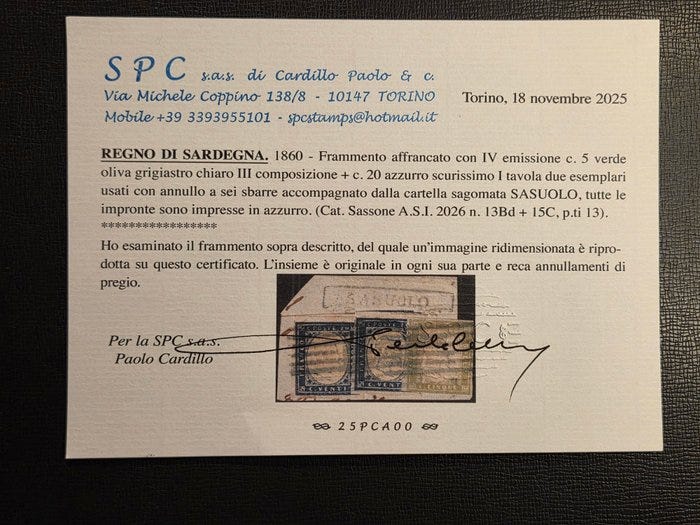 SPC s.a.s. di Cardillo Paolo & c.
Via Michele Coppino 138/8 - 10147 TORINO
Mobile +39 3393955101 - spcstamps@hotmail.it
Torino, 18 novembre 2025
REGNO DI SARDEGNA. 1860 - Frammento affrancato con IV emissione c. 5 verde
oliva grigiastro chiaro III composizione + c. 20 azzurro scurissimo I tavola due esemplari
usati con annullo a sei sbarre accompagnato dalla cartella sagomata SASUOLO, tutte le
impronte sono impresse in azzurro. (Cat. Sassone A.S.I. 2026 n. 13Bd + 15C, p.ti 13).
*****************
Ho esaminato il frammento sopra descritto, del quale un'immagine ridimensionata è ripro-
dotta su questo certificato. L'insieme è originale in ogni sua parte e reca annullamenti di
pregio.
SASUOLO
Per la SPC s.a.s.
Paolo Cardillo
C. VENTI
C. VENT
CINQUE
25PCA00